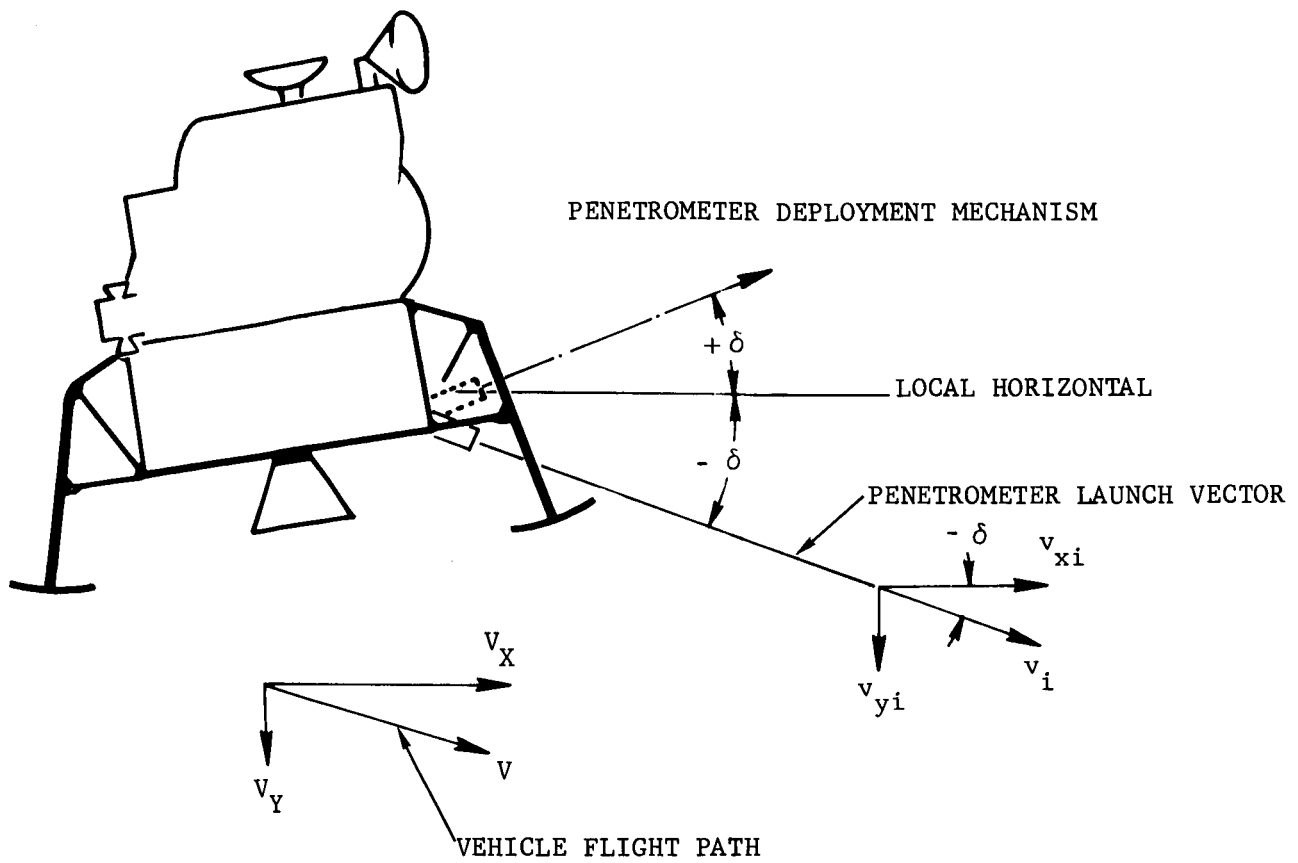 PENETROMETER DEPLOYMENT MECHANISM
+δ
LOCAL HORIZONTAL
- δ
PENETROMETER LAUNCH VECTOR
- δ
v_xi
v_i
v_yi
V_X
V
V_Y
VEHICLE FLIGHT PATH